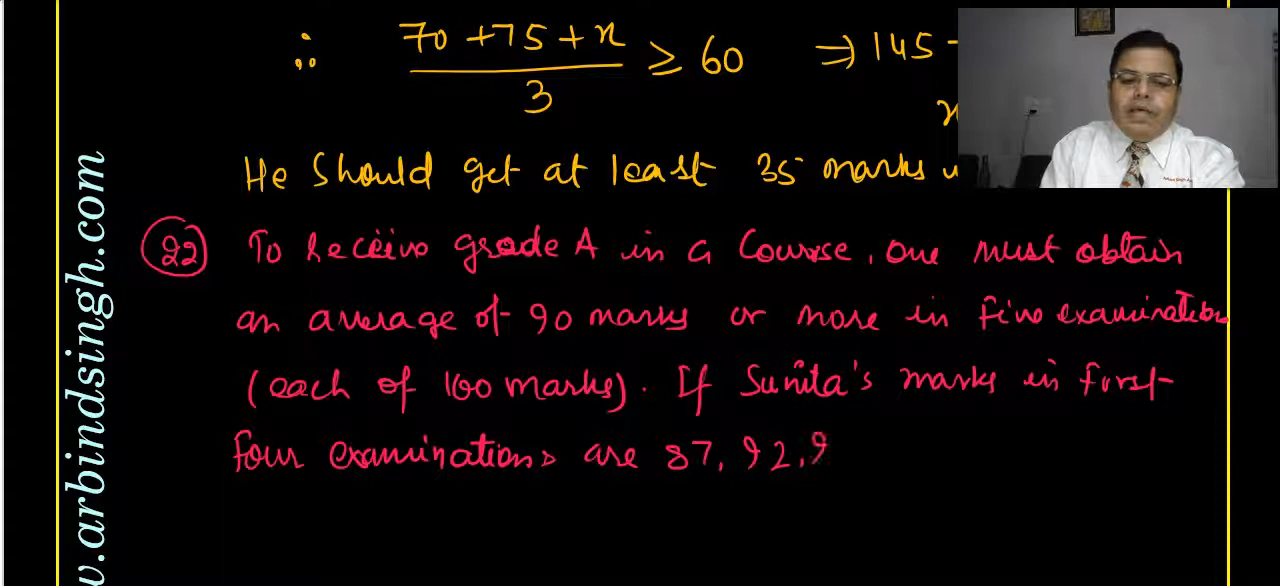 ∴ (70 + 75 + x)/3 ≥ 60 ⇒ 145
x
He should get at least 35 marks
22 To Receive grade A in a Course, one must obtain
an average of 90 marks or more in five examinations
(each of 100 marks). If Sunita's marks in first
four examinations are 87, 92, 9
w.arbindsingh.com